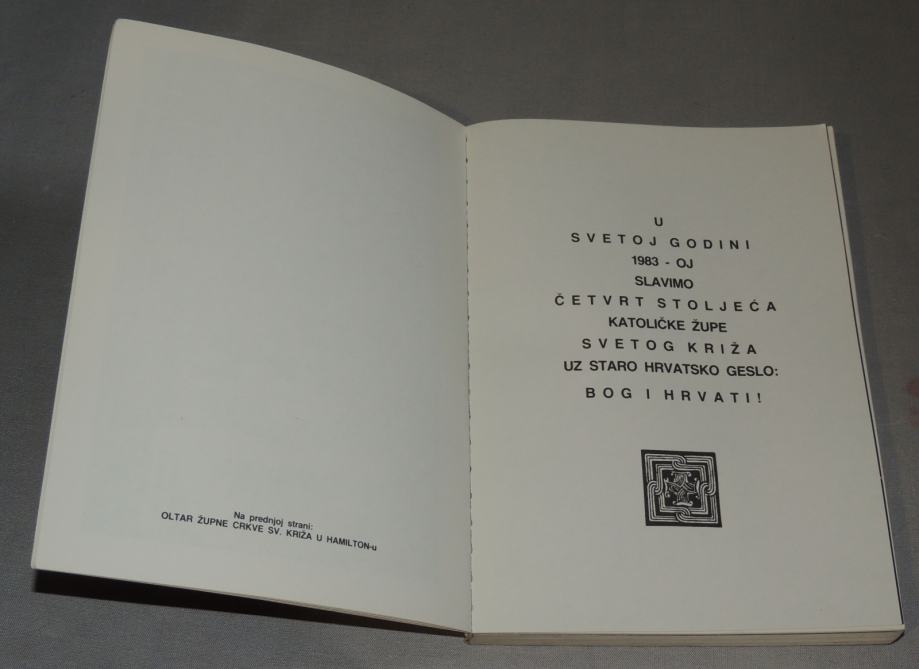 Na prednjoj strani:
OLTAR ŽUPNE CRKVE SV. KRIŽA U HAMILTON-u
U
SVETOJ GODINI
1983 - OJ
SLAVIMO
ČETVRT STOLJEĆA
KATOLIČKE ŽUPE
SVETOG KRIŽA
UZ STARO HRVATSKO GESLO:
BOG I HRVATI!